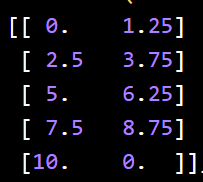 [[ 0.    1.25]
 [ 2.5   3.75]
 [ 5.    6.25]
 [ 7.5   8.75]
 [10.    0.  ]]